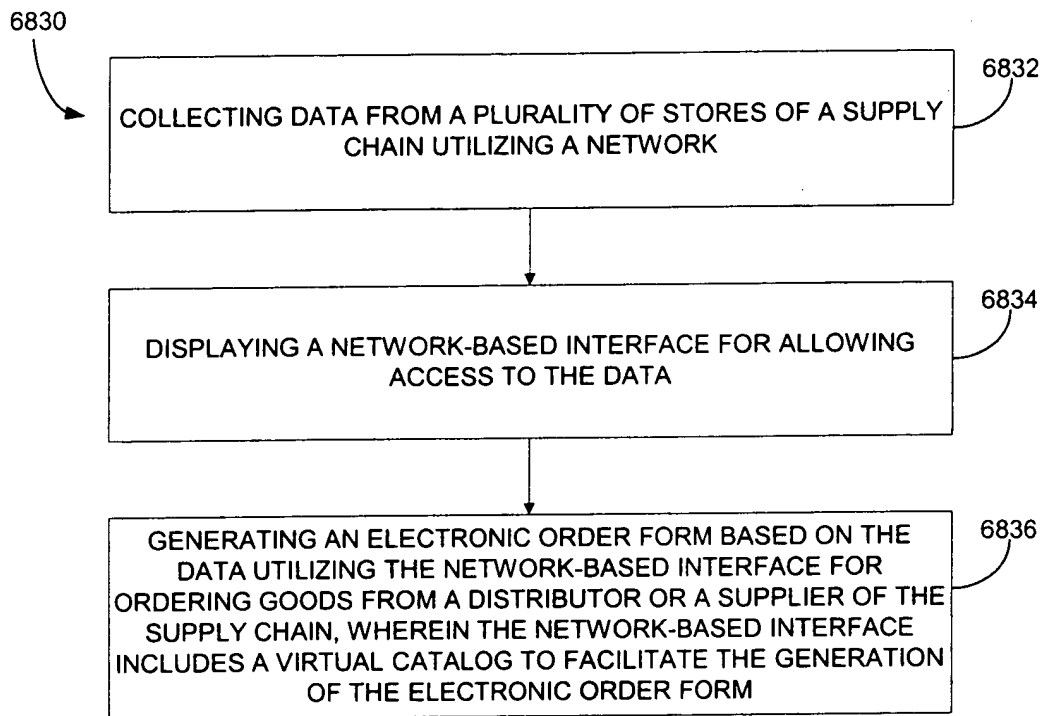 6830
6832
COLLECTING DATA FROM A PLURALITY OF STORES OF A SUPPLY
CHAIN UTILIZING A NETWORK
6834
DISPLAYING A NETWORK-BASED INTERFACE FOR ALLOWING
ACCESS TO THE DATA
6836
GENERATING AN ELECTRONIC ORDER FORM BASED ON THE
DATA UTILIZING THE NETWORK-BASED INTERFACE FOR
ORDERING GOODS FROM A DISTRIBUTOR OR A SUPPLIER OF THE
SUPPLY CHAIN, WHEREIN THE NETWORK-BASED INTERFACE
INCLUDES A VIRTUAL CATALOG TO FACILITATE THE GENERATION
OF THE ELECTRONIC ORDER FORM